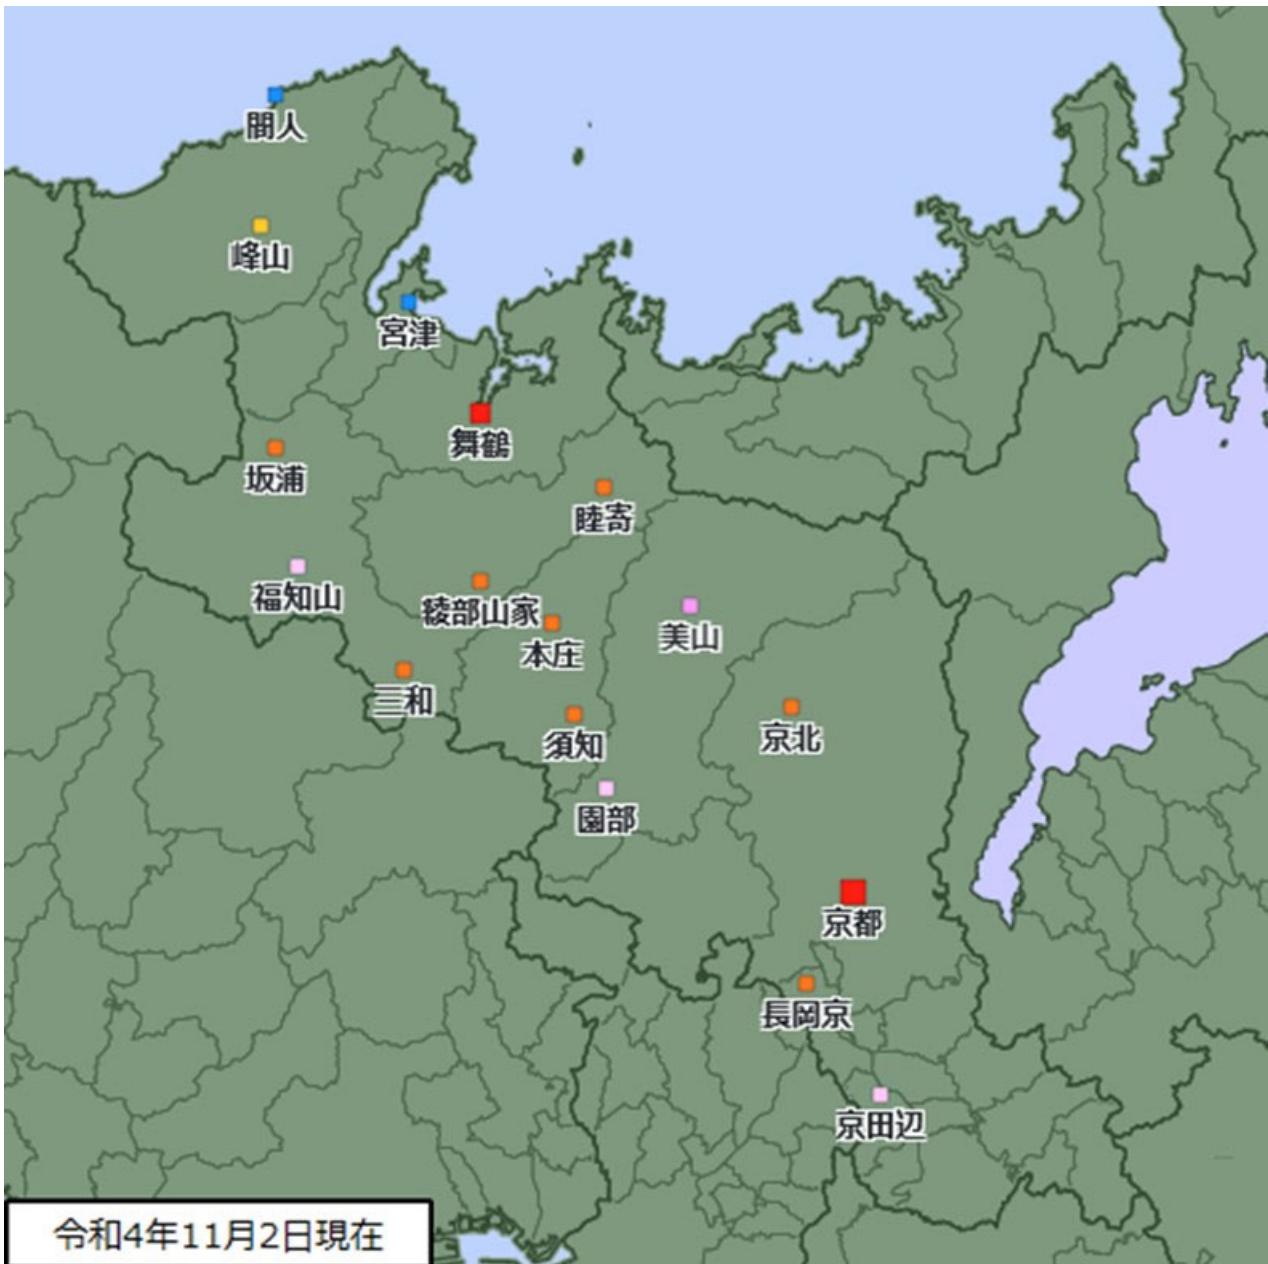 間人
峰山
宮津
舞鶴
坂浦
睦寄
福知山
綾部山家
美山
本庄
三和
京北
須知
園部
京都
長岡京
京田辺
令和4年11月2日現在